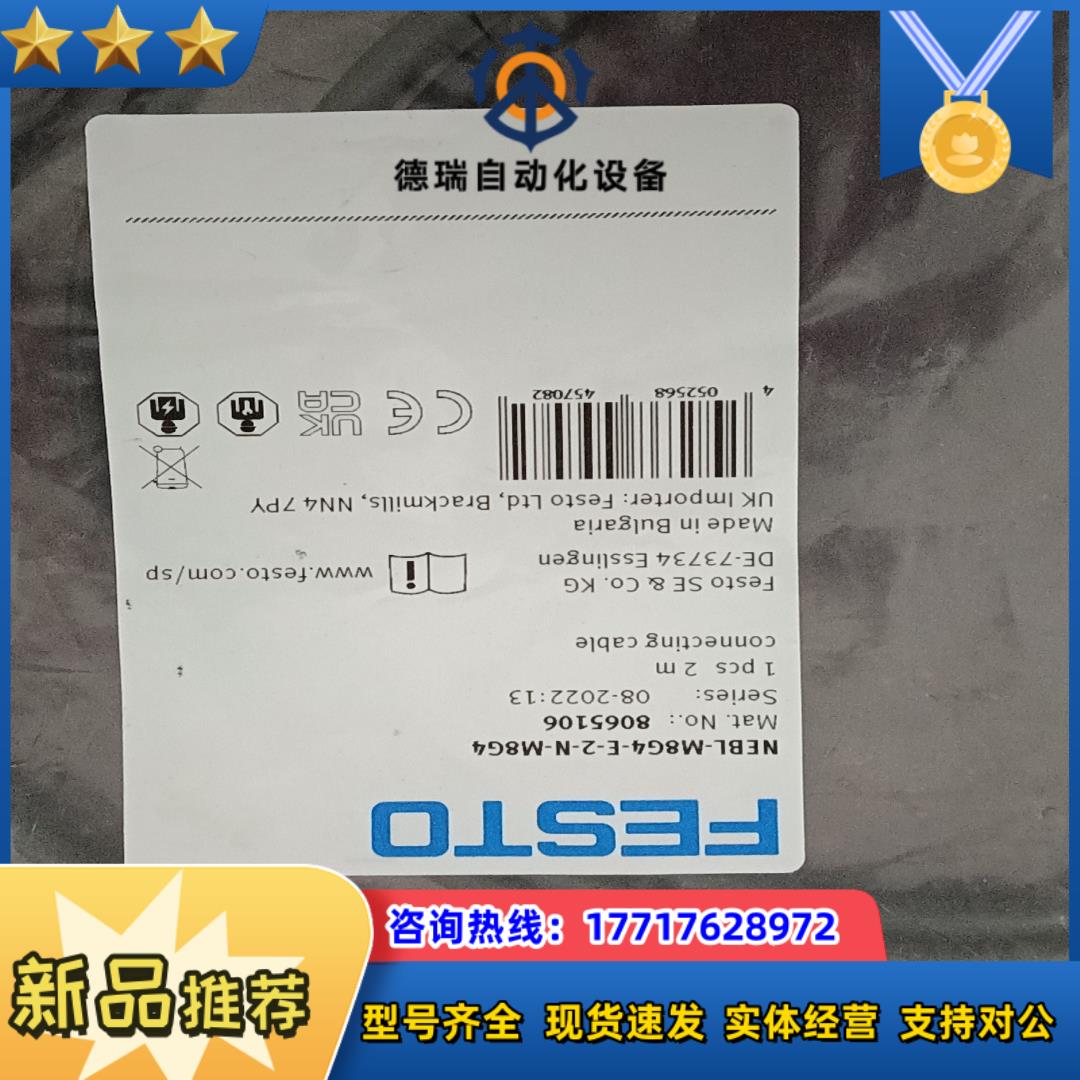 德瑞自动化设备
FESTO
NEBL-M8G4-E-2-N-M8G4
Mat. No.: 8065106
Series: 08-2022:13
1 pcs 2 m
connecting cable
Festo SE & Co. KG
DE-73734 Esslingen
www.festo.com/sp
Made in Bulgaria
UK Importer: Festo Ltd, Brackmills, NN4 7PY
4 052568 457082
CE
UK
CA
咨询热线：17717628972
新品推荐
型号齐全 现货速发 实体经营 支持对公